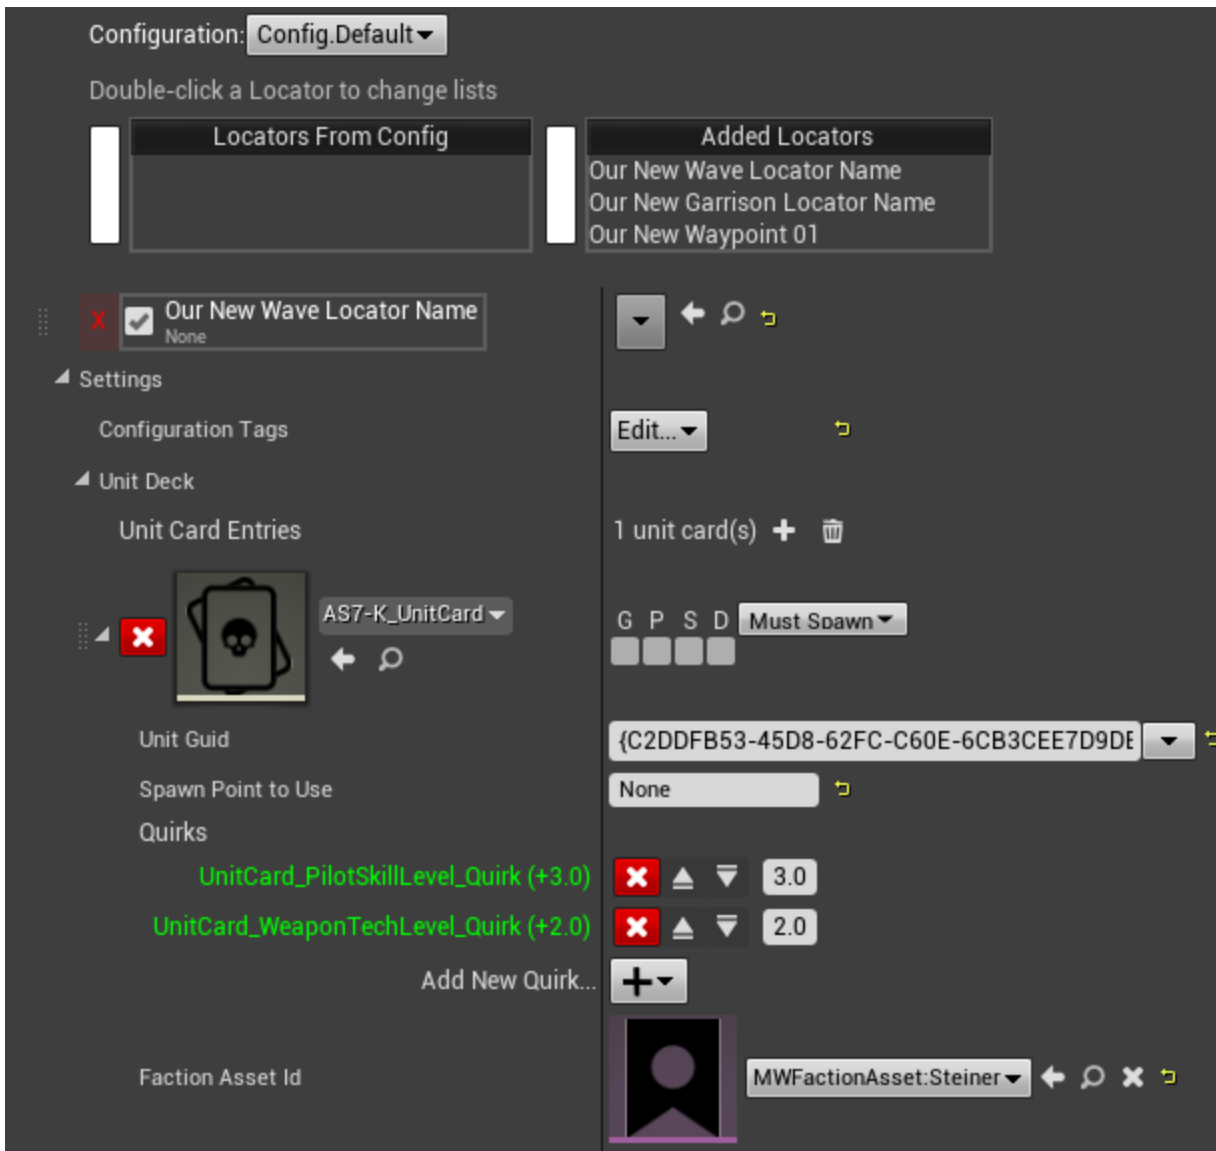 Configuration: Config.Default
Double-click a Locator to change lists
Locators From Config
Added Locators
Our New Wave Locator Name
Our New Garrison Locator Name
Our New Waypoint 01
X Our New Wave Locator Name
None
Settings
Configuration Tags Edit...
Unit Deck
Unit Card Entries 1 unit card(s)
AS7-K_UnitCard G P S D Must Spawn
Unit Guid {C2DDFB53-45D8-62FC-C60E-6CB3CEE7D9DE
Spawn Point to Use None
Quirks
UnitCard_PilotSkillLevel_Quirk (+3.0) 3.0
UnitCard_WeaponTechLevel_Quirk (+2.0) 2.0
Add New Quirk...
Faction Asset Id MWFactionAsset:Steiner